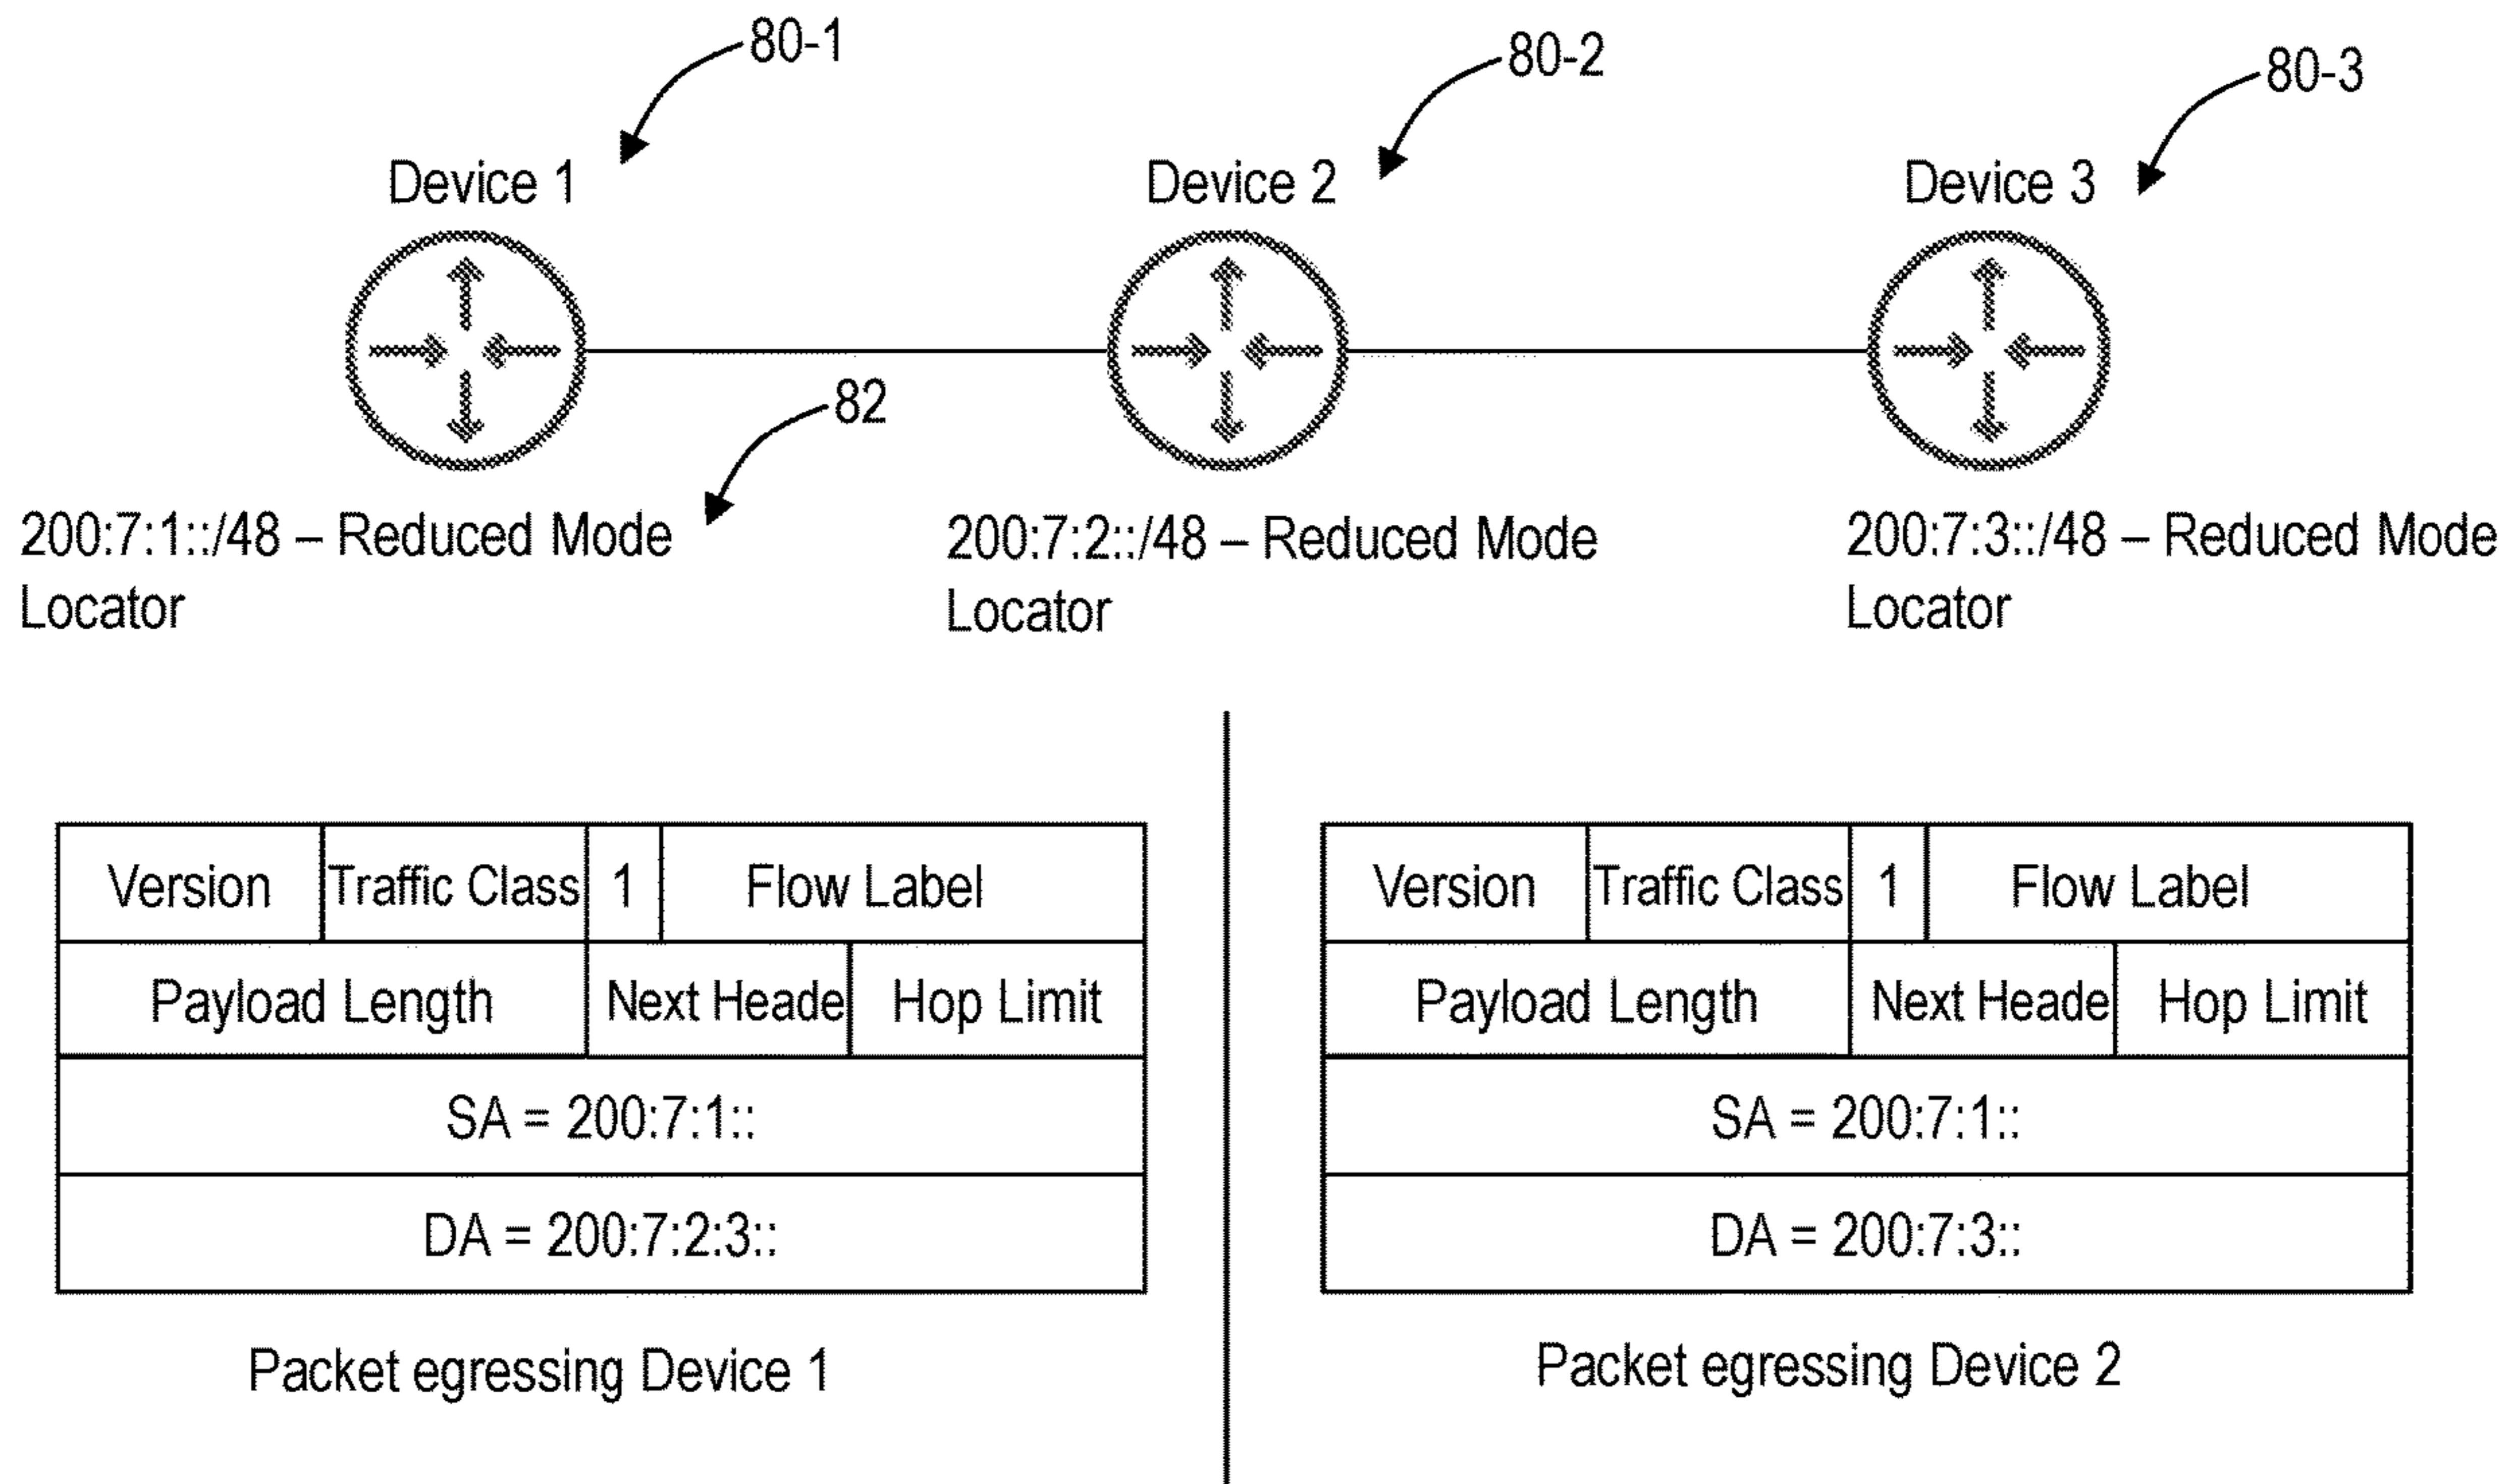 80-1
80-2
80-3
Device 1
Device 2
Device 3
82
200:7:1::/48 – Reduced Mode
Locator
200:7:2::/48 – Reduced Mode
Locator
200:7:3::/48 – Reduced Mode
Locator
Version Traffic Class 1 Flow Label
Payload Length Next Heade Hop Limit
SA = 200:7:1::
DA = 200:7:2:3::
Packet egressing Device 1
Version Traffic Class 1 Flow Label
Payload Length Next Heade Hop Limit
SA = 200:7:1::
DA = 200:7:3::
Packet egressing Device 2